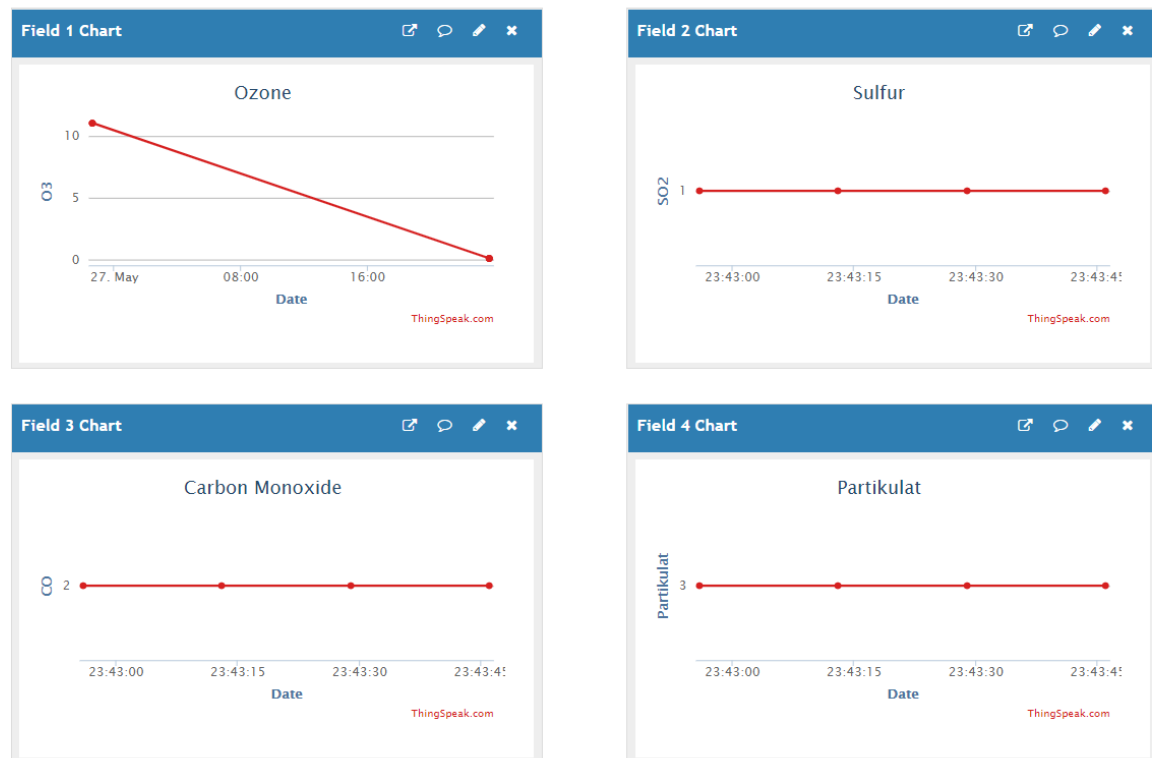 Field 1 Chart
Ozone
10
5
0
O3
27. May 08:00 16:00
Date
ThingSpeak.com
Field 2 Chart
Sulfur
1
SO2
23:43:00 23:43:15 23:43:30 23:43:4
Date
ThingSpeak.com
Field 3 Chart
Carbon Monoxide
2
CO
23:43:00 23:43:15 23:43:30 23:43:4
Date
ThingSpeak.com
Field 4 Chart
Partikulat
3
Partikulat
23:43:00 23:43:15 23:43:30 23:43:4
Date
ThingSpeak.com